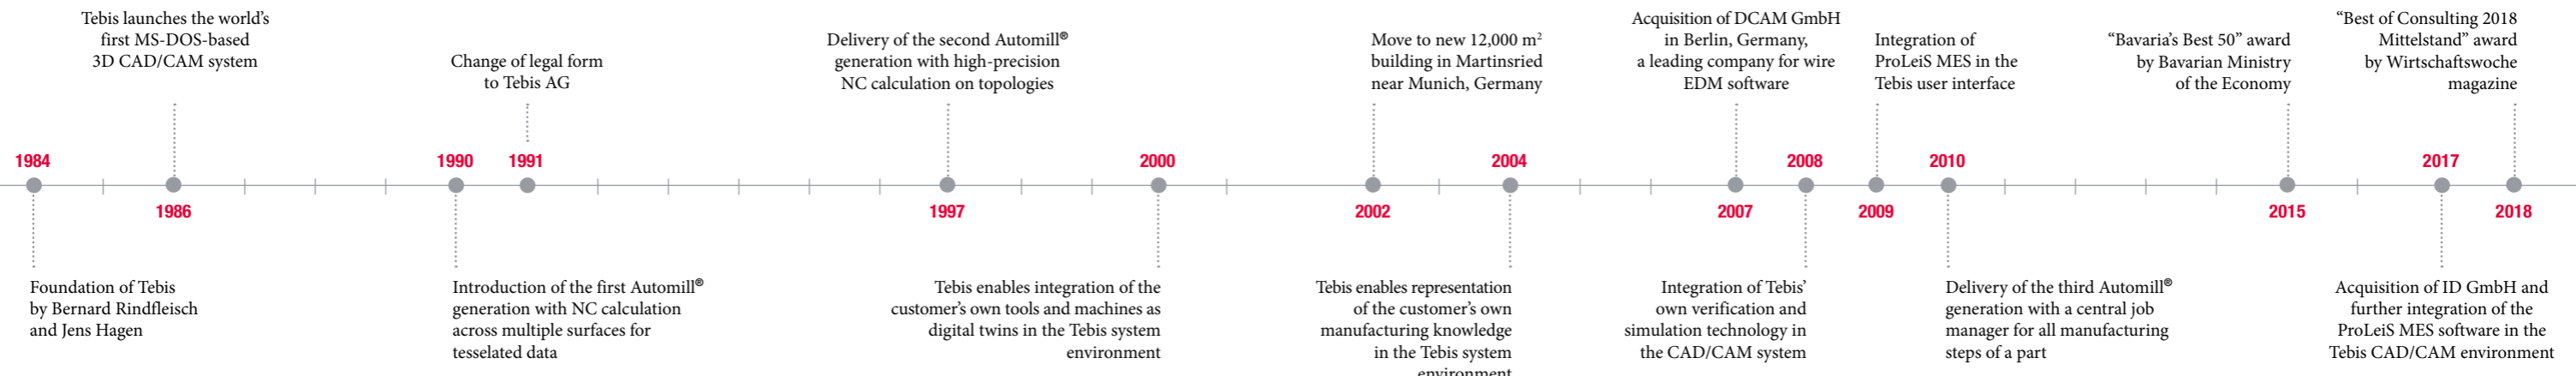 Tebis launches the world’s
first MS-DOS-based
3D CAD/CAM system
Change of legal form
to Tebis AG
Delivery of the second Automill®
generation with high-precision
NC calculation on topologies
Move to new 12,000 m²
building in Martinsried
near Munich, Germany
Acquisition of DCAM GmbH
in Berlin, Germany,
a leading company for wire
EDM software
Integration of
ProLeiS MES in the
Tebis user interface
“Bavaria’s Best 50” award
by Bavarian Ministry
of the Economy
“Best of Consulting 2018
Mittelstand” award
by Wirtschaftswoche
magazine
1984
1986
1990
1991
1997
2000
2002
2004
2007
2008
2009
2010
2015
2017
2018
Foundation of Tebis
by Bernard Rindfleisch
and Jens Hagen
Introduction of the first Automill®
generation with NC calculation
across multiple surfaces for
tesselated data
Tebis enables integration of the
customer’s own tools and machines as
digital twins in the Tebis system
environment
Tebis enables representation
of the customer’s own
manufacturing knowledge
in the Tebis system
environment
Integration of Tebis’
own verification and
simulation technology in
the CAD/CAM system
Delivery of the third Automill®
generation with a central job
manager for all manufacturing
steps of a part
Acquisition of ID GmbH and
further integration of the
ProLeiS MES software in the
Tebis CAD/CAM environment